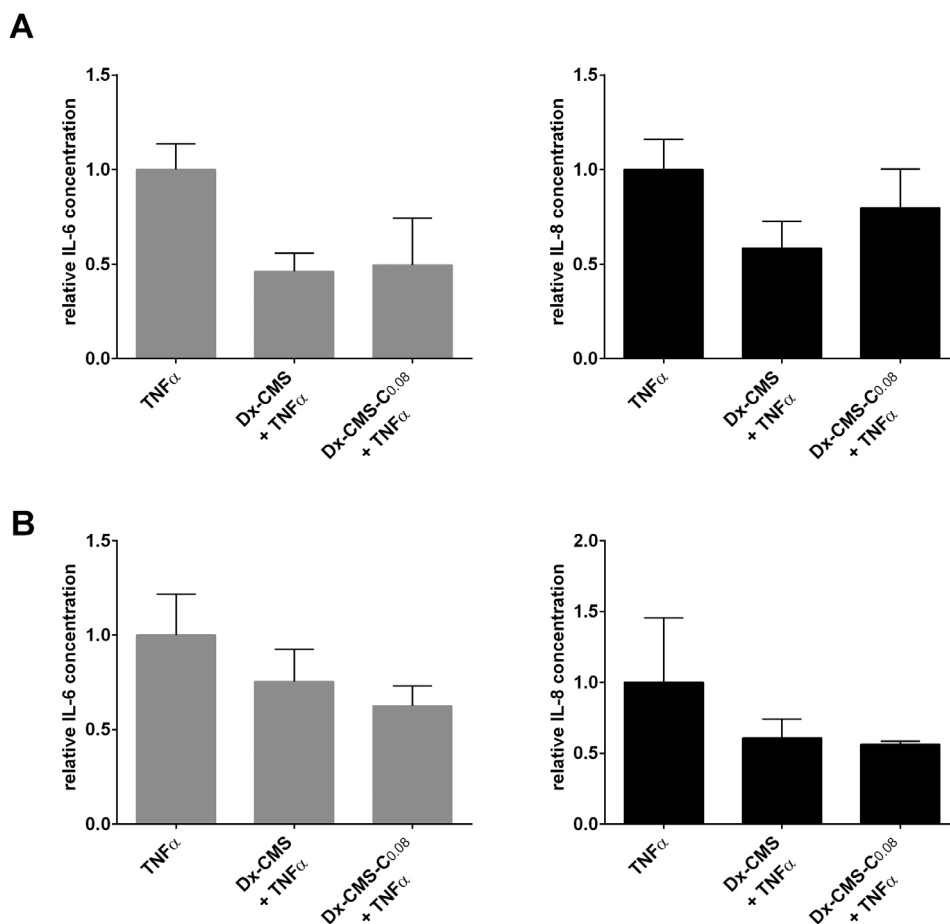 A
relative IL-6 concentration
1.5
1.0
0.5
0.0
TNFα
Dx-CMS
+ TNFα
Dx-CMS-C0.08
+ TNFα
relative IL-8 concentration
1.5
1.0
0.5
0.0
TNFα
Dx-CMS
+ TNFα
Dx-CMS-C0.08
+ TNFα
B
relative IL-6 concentration
1.5
1.0
0.5
0.0
TNFα
Dx-CMS
+ TNFα
Dx-CMS-C0.08
+ TNFα
relative IL-8 concentration
2.0
1.5
1.0
0.5
0.0
TNFα
Dx-CMS
+ TNFα
Dx-CMS-C0.08
+ TNFα